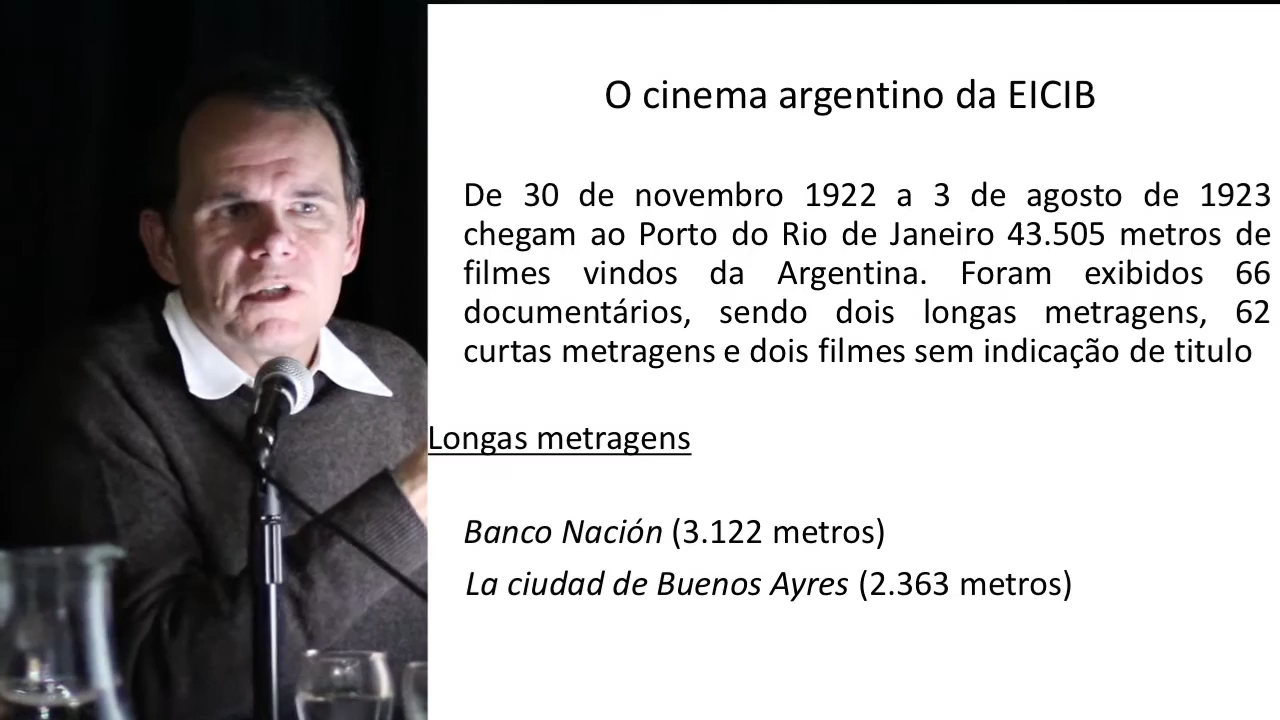 O cinema argentino da EICIB
De 30 de novembro 1922 a 3 de agosto de 1923
chegam ao Porto do Rio de Janeiro 43.505 metros de
filmes vindos da Argentina. Foram exibidos 66
documentários, sendo dois longas metragens, 62
curtas metragens e dois filmes sem indicação de titulo
Longas metragens
Banco Nación (3.122 metros)
La ciudad de Buenos Ayres (2.363 metros)